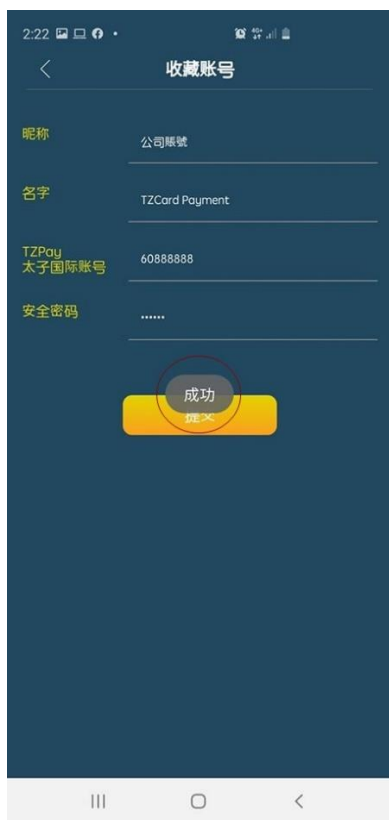 2:22
收藏账号
昵称
公司賬號
名字
TZCard Payment
TZPay
太子国际账号
60888888
安全密码
••••••
成功
提交